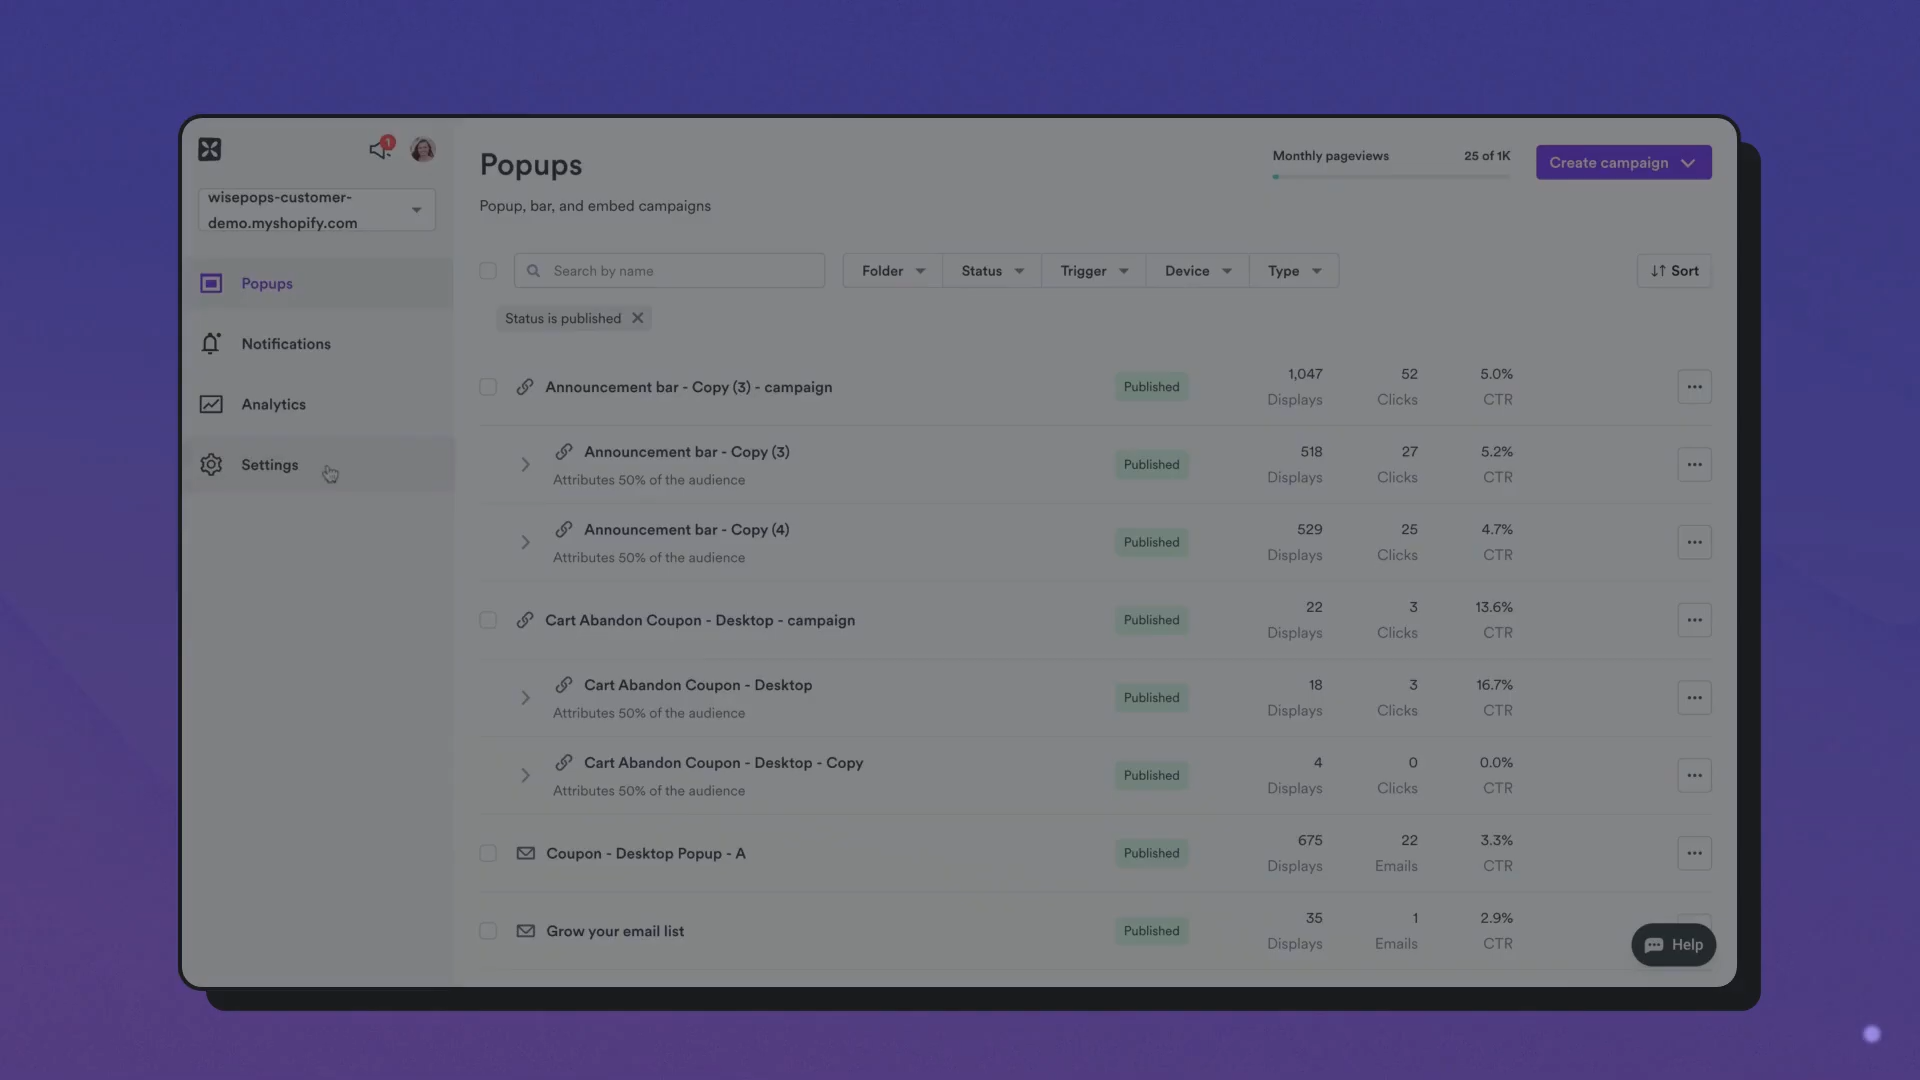 1
wisepops-customer-
demo.myshopify.com
Popups
Notifications
Analytics
Settings
Popups
Popup, bar, and embed campaigns
Monthly pageviews 25 of 1K
Create campaign
Search by name
Folder Status Trigger Device Type
Sort
Status is published
Announcement bar - Copy (3) - campaign Published 1,047 52 5.0%
Displays Clicks CTR
Announcement bar - Copy (3) Published 518 27 5.2%
Attributes 50% of the audience Displays Clicks CTR
Announcement bar - Copy (4) Published 529 25 4.7%
Attributes 50% of the audience Displays Clicks CTR
Cart Abandon Coupon - Desktop - campaign Published 22 3 13.6%
Displays Clicks CTR
Cart Abandon Coupon - Desktop Published 18 3 16.7%
Attributes 50% of the audience Displays Clicks CTR
Cart Abandon Coupon - Desktop - Copy Published 4 0 0.0%
Attributes 50% of the audience Displays Clicks CTR
Coupon - Desktop Popup - A Published 675 22 3.3%
Displays Emails CTR
Grow your email list Published 35 1 2.9%
Displays Emails CTR
Help